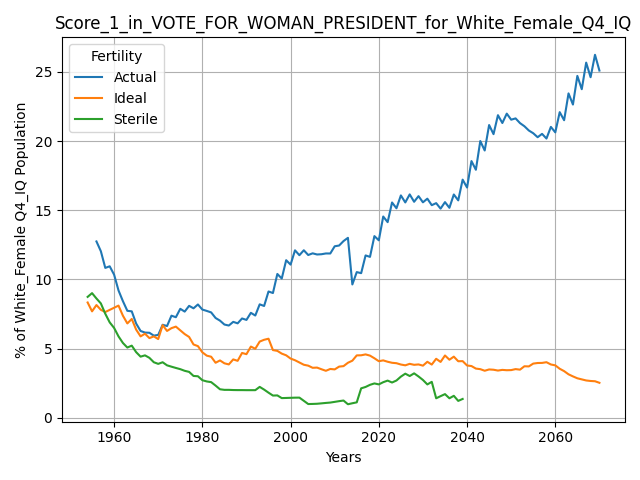 Score_1_in_VOTE_FOR_WOMAN_PRESIDENT_for_White_Female_Q4_IQ
Fertility
Actual
Ideal
Sterile
% of White_Female Q4_IQ Population
25
20
15
10
5
0
1960 1980 2000 2020 2040 2060
Years